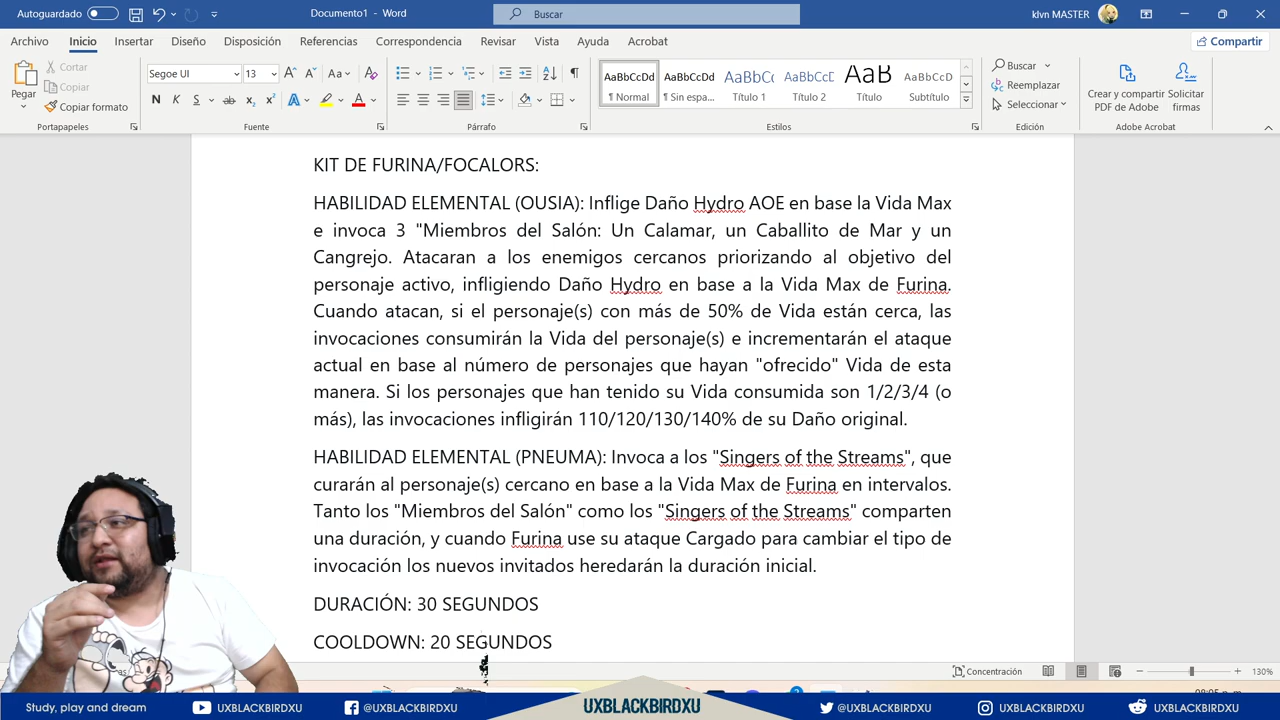 Autoguardado
Documento1 - Word
Buscar
klvn MASTER
Archivo
Inicio
Insertar
Diseño
Disposición
Referencias
Correspondencia
Revisar
Vista
Ayuda
Acrobat
Compartir
Pegar
Cortar
Copiar
Copiar formato
Portapapeles
Segoe UI
13
Aa
N K S ab x₂ x²
A
Fuente
Párrafo
AaBbCcDd
¶ Normal
AaBbCcDd
¶ Sin espa...
AaBbCc
Título 1
AaBbCcD
Título 2
AaB
Título
AaBbCcDd
Subtítulo
Estilos
Buscar
Reemplazar
Seleccionar
Edición
Crear y compartir
PDF de Adobe
Solicitar
firmas
Adobe Acrobat
KIT DE FURINA/FOCALORS:
HABILIDAD ELEMENTAL (OUSIA): Inflige Daño Hydro AOE en base la Vida Max
e invoca 3 "Miembros del Salón: Un Calamar, un Caballito de Mar y un
Cangrejo. Atacaran a los enemigos cercanos priorizando al objetivo del
personaje activo, infligiendo Daño Hydro en base a la Vida Max de Furina.
Cuando atacan, si el personaje(s) con más de 50% de Vida están cerca, las
invocaciones consumirán la Vida del personaje(s) e incrementarán el ataque
actual en base al número de personajes que hayan "ofrecido" Vida de esta
manera. Si los personajes que han tenido su Vida consumida son 1/2/3/4 (o
más), las invocaciones infligirán 110/120/130/140% de su Daño original.
HABILIDAD ELEMENTAL (PNEUMA): Invoca a los "Singers of the Streams", que
curarán al personaje(s) cercano en base a la Vida Max de Furina en intervalos.
Tanto los "Miembros del Salón" como los "Singers of the Streams" comparten
una duración, y cuando Furina use su ataque Cargado para cambiar el tipo de
invocación los nuevos invitados heredarán la duración inicial.
DURACIÓN: 30 SEGUNDOS
COOLDOWN: 20 SEGUNDOS
Concentración
130%
Study, play and dream
UXBLACKBIRDXU
@UXBLACKBIRDXU
UXBLACKBIRDXU
@UXBLACKBIRDXU
UXBLACKBIRDXU
UXBLACKBIRDXU